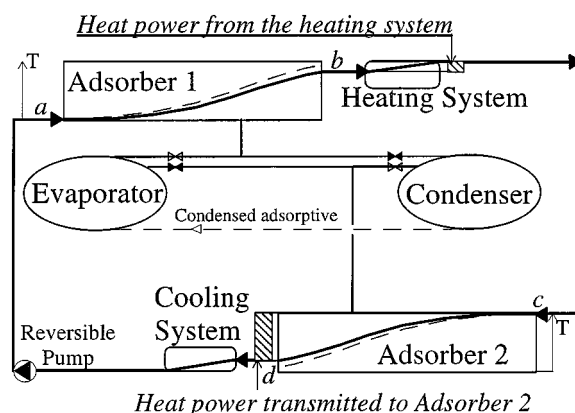 Heat power from the heating system
T
b
Adsorber 1
a
Heating System
Evaporator
Condenser
Condensed adsorptive
Cooling
System
c
T
Reversible
Pump
d
Adsorber 2
Heat power transmitted to Adsorber 2